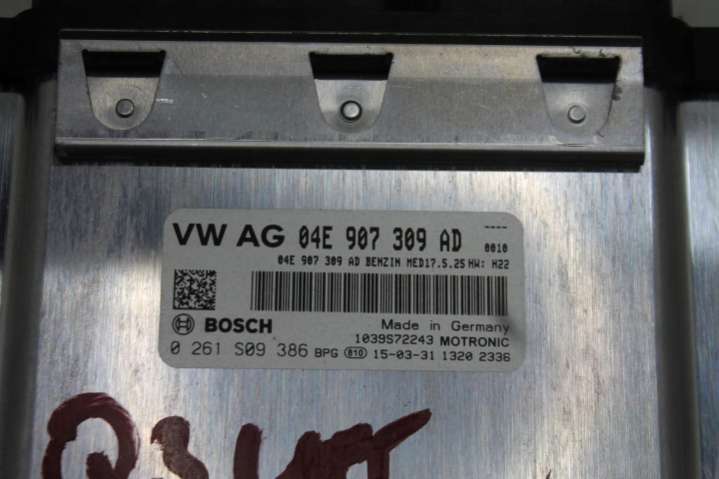 VW AG 04E 907 309 AD ----
0010
04E 907 309 AD BENZIN MED17.5.25 HW: H22
BOSCH Made in Germany
1039S72243 MOTRONIC
0 261 S09 386 BPG 810 15-03-31 1320 2336